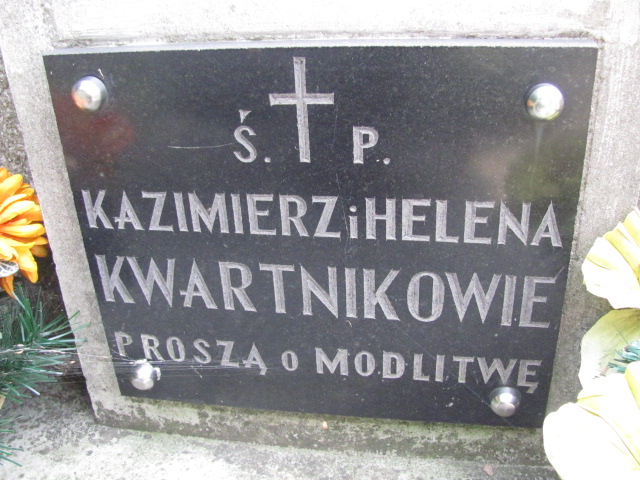 Ś. P.
KAZIMIERZ i HELENA
KWARTNIKOWIE
PROSZĄ O MODLITWĘ